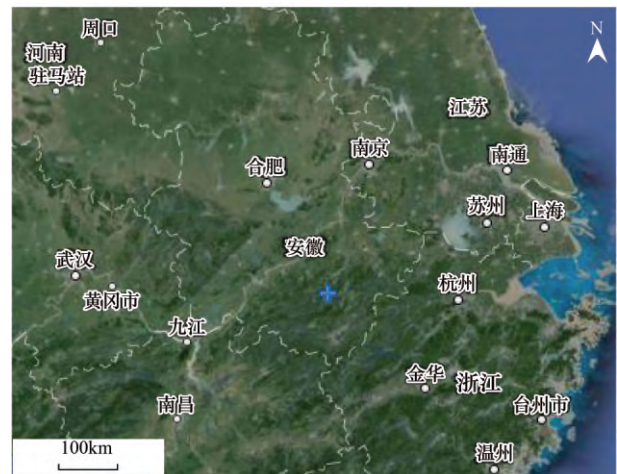 周口
N
河南
驻马站
江苏
南京
南通
合肥
苏州
上海
安徽
武汉
杭州
黄冈市
九江
金华
浙江
南昌
台州市
100km
温州